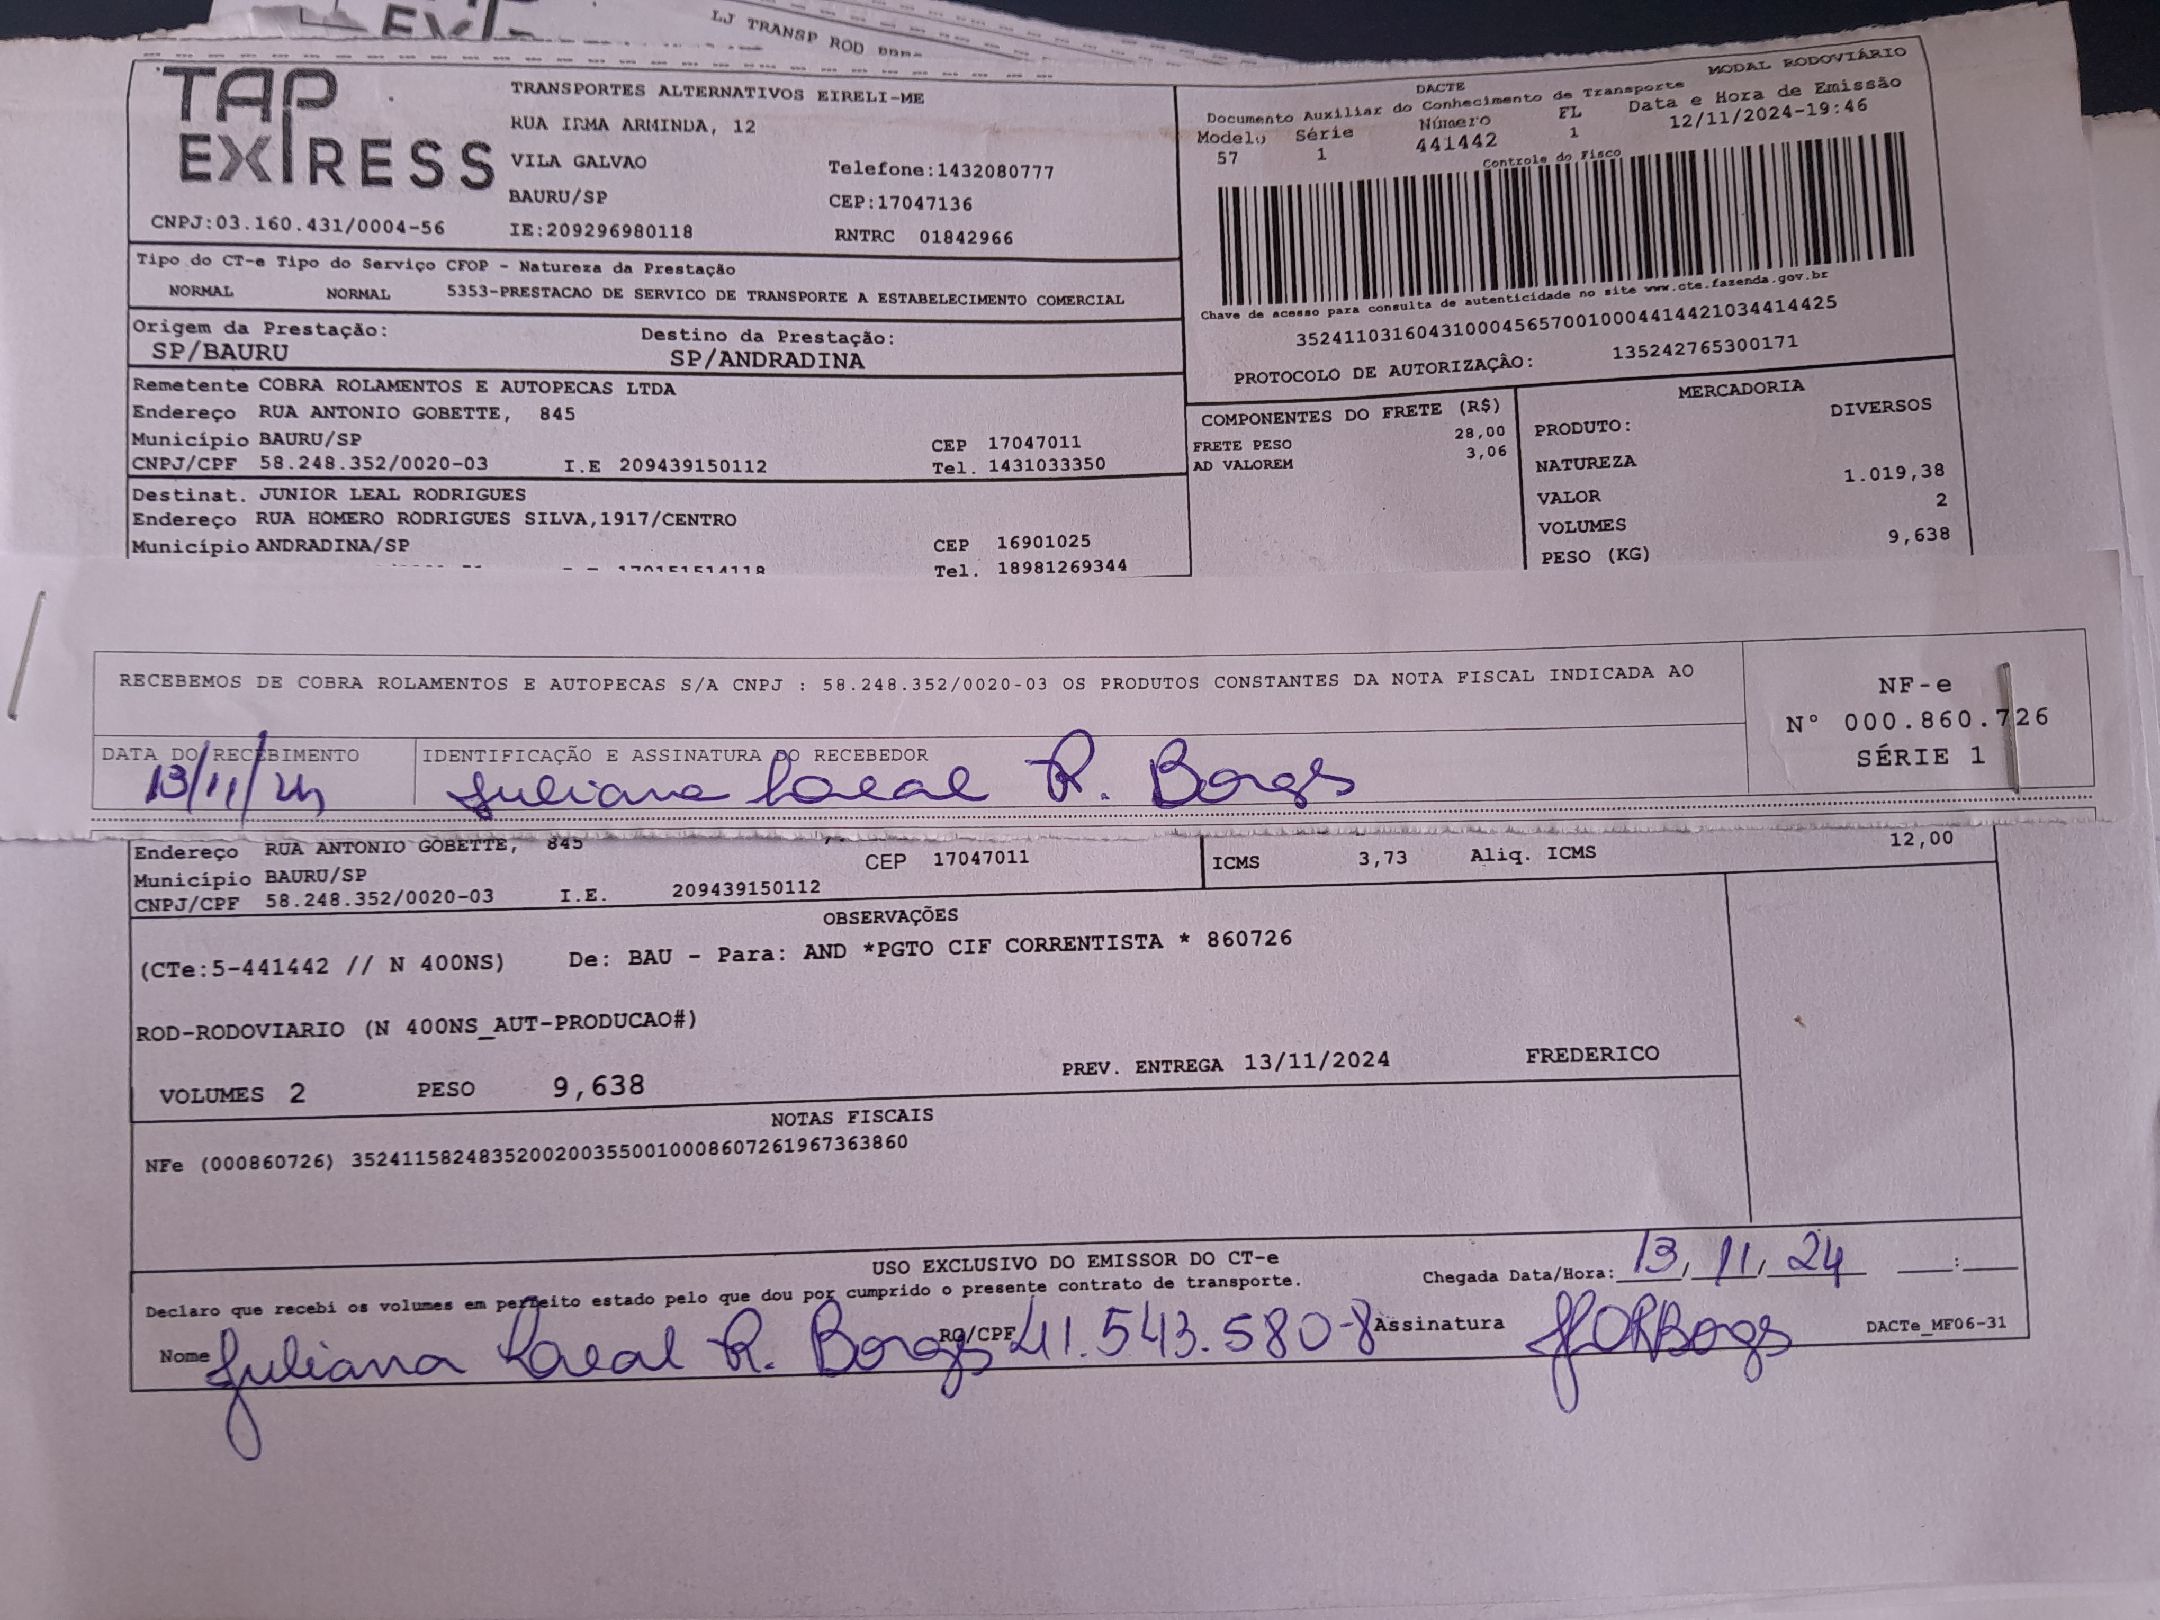 LJ TRANSP ROD
TAP EXPRESS
TRANSPORTES ALTERNATIVOS EIRELI-ME
RUA IRMA ARMINDA, 12
VILA GALVAO
Telefone:1432080777
BAURU/SP
CEP:17047136
CNPJ:03.160.431/0004-56
IE:209296980118
RNTRC 01842966
DACTE
MODAL RODOVIÁRIO
Documento Auxiliar do Conhecimento de Transporte
Modelo Série Número FL Data e Hora de Emissão
57 1 441442 1 12/11/2024-19:46
Controle do Fisco
Chave de acesso para consulta de autenticidade no site www.cte.fazenda.gov.br
35241103160431000456570010004414421034414425
PROTOCOLO DE AUTORIZAÇÃO: 135242765300171
Tipo do CT-e Tipo do Serviço CFOP - Natureza da Prestação
NORMAL NORMAL 5353-PRESTACAO DE SERVICO DE TRANSPORTE A ESTABELECIMENTO COMERCIAL
Origem da Prestação: Destino da Prestação:
SP/BAURU SP/ANDRADINA
Remetente COBRA ROLAMENTOS E AUTOPECAS LTDA
Endereço RUA ANTONIO GOBETTE, 845
Município BAURU/SP CEP 17047011
CNPJ/CPF 58.248.352/0020-03 I.E 209439150112 Tel. 1431033350
Destinat. JUNIOR LEAL RODRIGUES
Endereço RUA HOMERO RODRIGUES SILVA,1917/CENTRO
Município ANDRADINA/SP CEP 16901025
170151514118 Tel. 18981269344
COMPONENTES DO FRETE (R$)
FRETE PESO 28,00
AD VALOREM 3,06
MERCADORIA
PRODUTO: DIVERSOS
NATUREZA
VALOR 1.019,38
VOLUMES 2
PESO (KG) 9,638
RECEBEMOS DE COBRA ROLAMENTOS E AUTOPECAS S/A CNPJ : 58.248.352/0020-03 OS PRODUTOS CONSTANTES DA NOTA FISCAL INDICADA AO
NF-e
N° 000.860.726
SÉRIE 1
DATA DO RECEBIMENTO IDENTIFICAÇÃO E ASSINATURA DO RECEBEDOR
13/11/24 Juliana Leal R. Borgs
Endereço RUA ANTONIO GOBETTE, 845
Município BAURU/SP CEP 17047011
CNPJ/CPF 58.248.352/0020-03 I.E. 209439150112
ICMS 3,73 Aliq. ICMS 12,00
OBSERVAÇÕES
(CTe:5-441442 // N 400NS) De: BAU - Para: AND *PGTO CIF CORRENTISTA * 860726
ROD-RODOVIARIO (N 400NS_AUT-PRODUCAO#)
VOLUMES 2 PESO 9,638 PREV. ENTREGA 13/11/2024 FREDERICO
NOTAS FISCAIS
NFe (000860726) 35241158248352002003550010008607261967363860
USO EXCLUSIVO DO EMISSOR DO CT-e
Declaro que recebi os volumes em perfeito estado pelo que dou por cumprido o presente contrato de transporte.
Chegada Data/Hora: 13, 11, 24 :
Nome Juliana Leal R. Borgs RG/CPF 41.543.580-8 Assinatura
DACTe_MF06-31